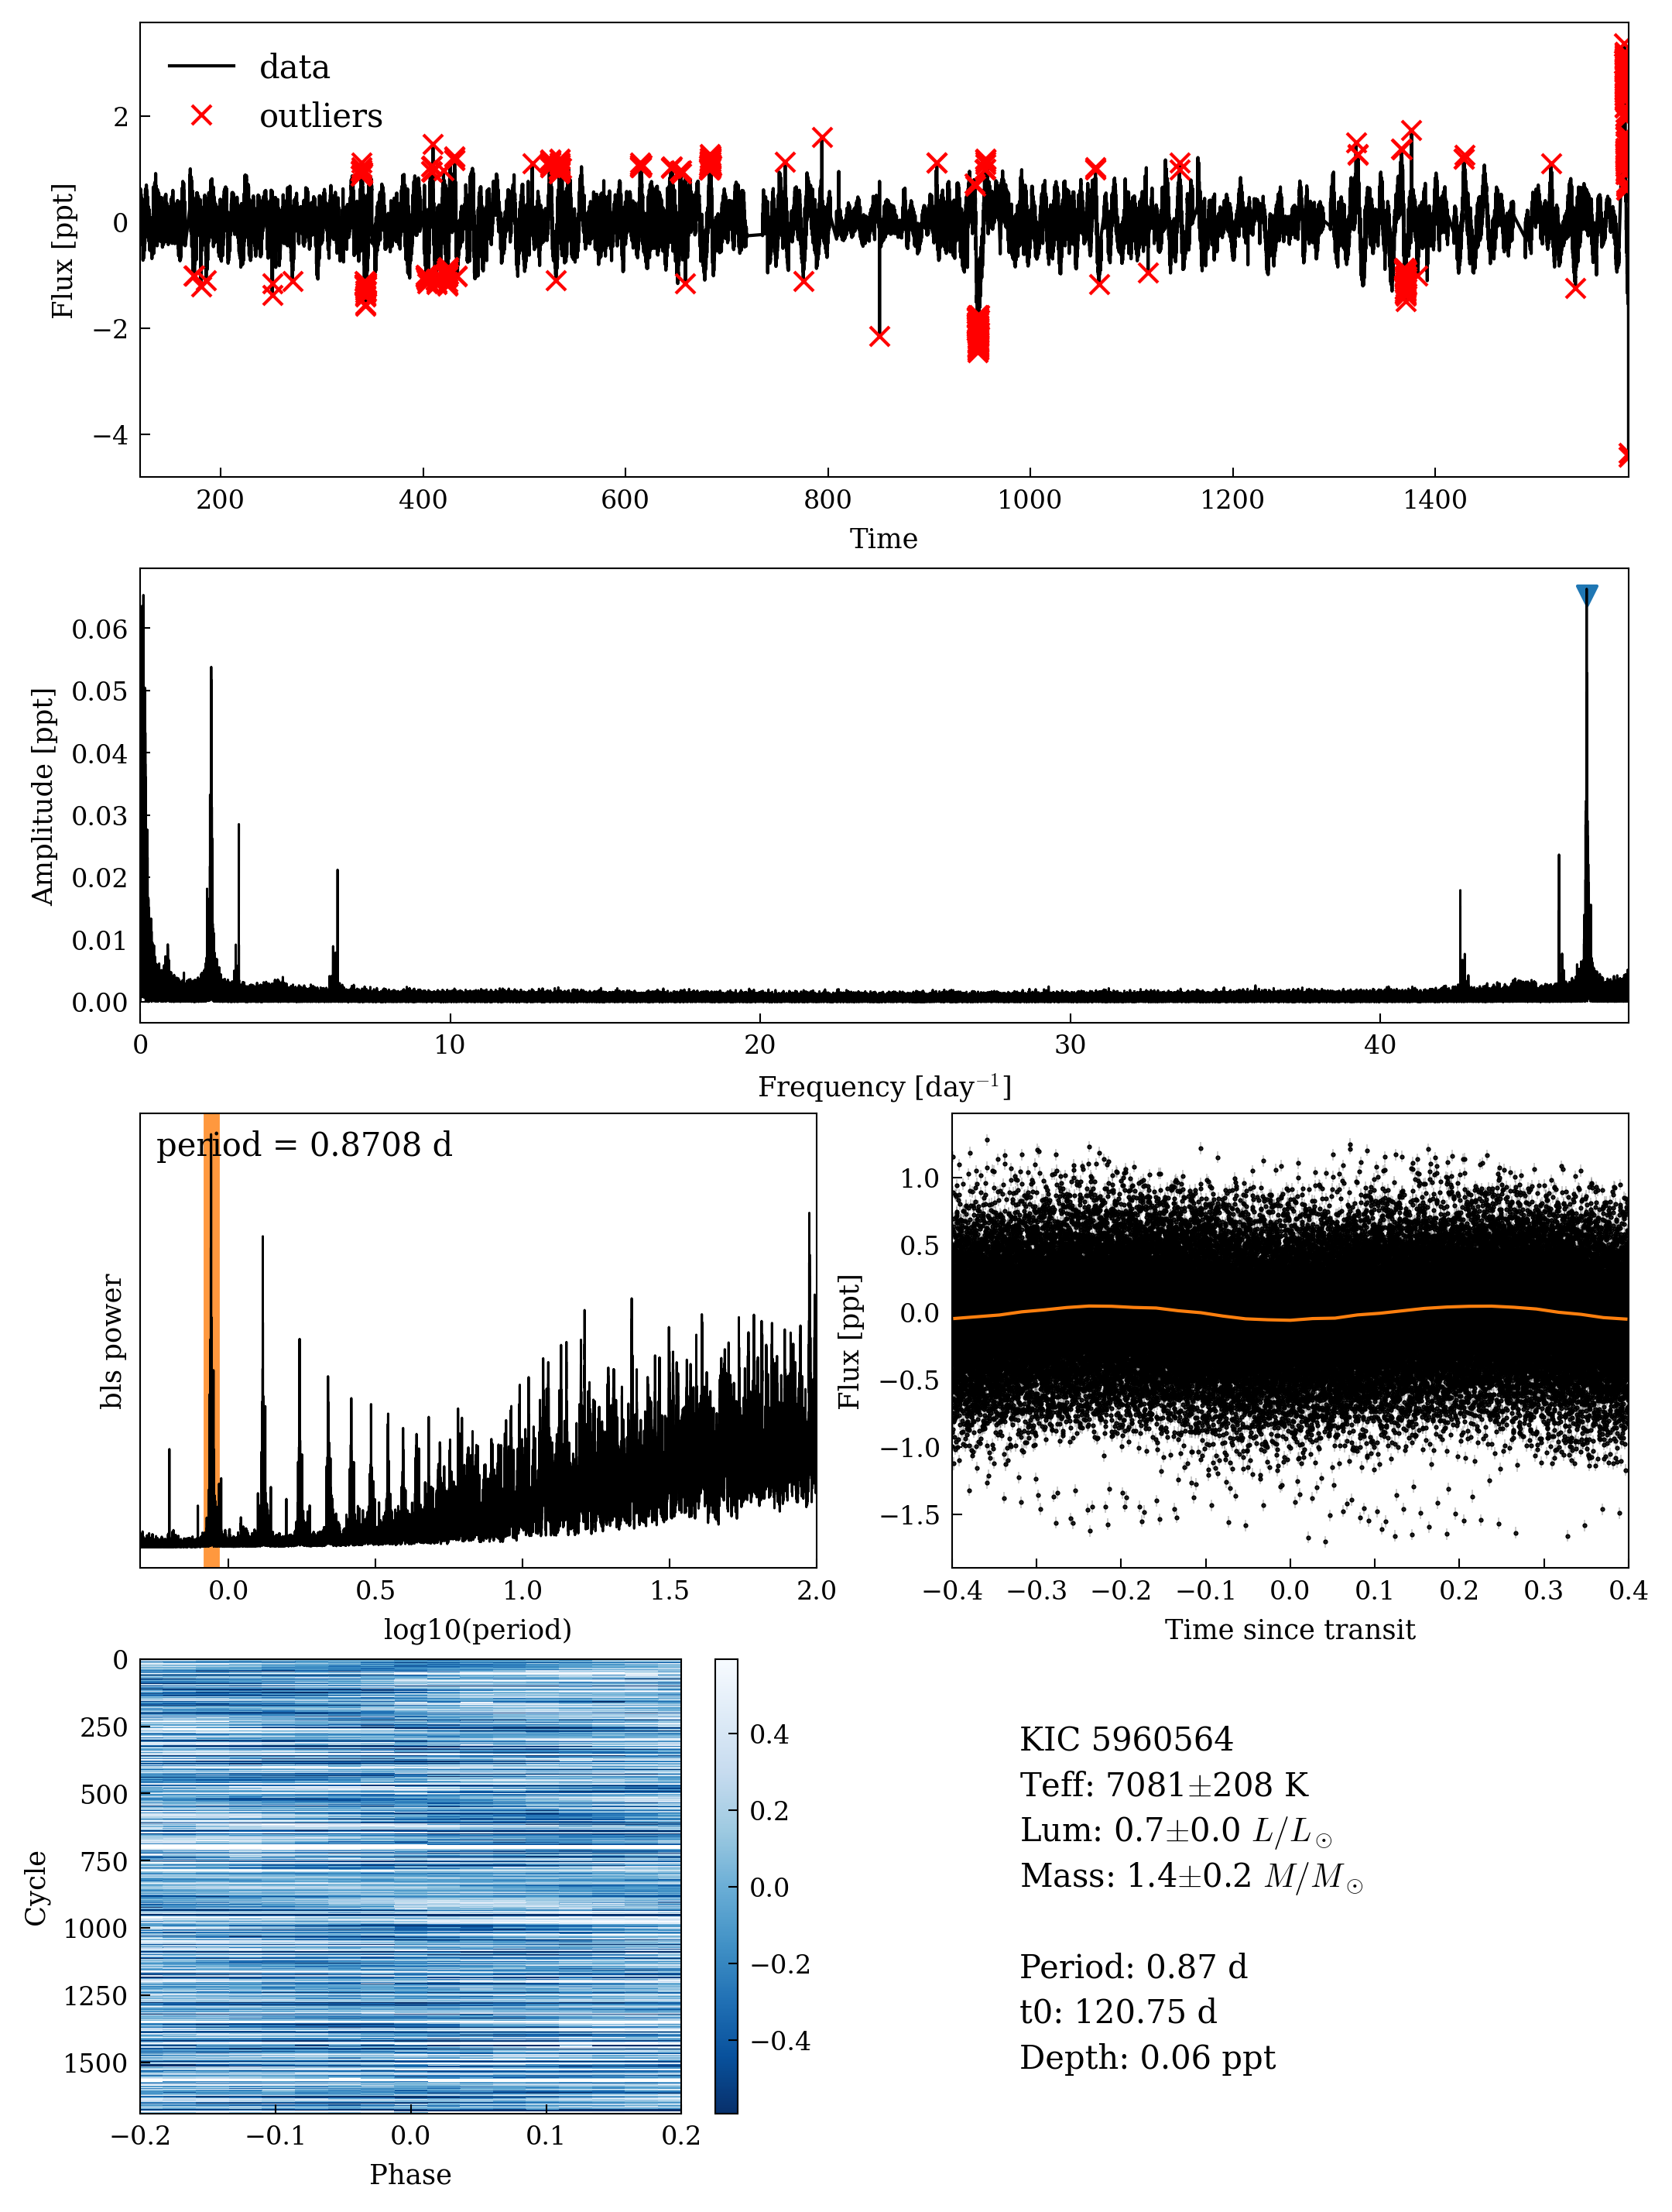 data
outliers
2
0
−2
−4
Flux [ppt]
200 400 600 800 1000 1200 1400
Time
0.06
0.05
0.04
0.03
0.02
0.01
0.00
Amplitude [ppt]
0 10 20 30 40
Frequency [day⁻¹]
period = 0.8708 d
bls power
0.0 0.5 1.0 1.5 2.0
log10(period)
1.0
0.5
0.0
−0.5
−1.0
−1.5
Flux [ppt]
−0.4 −0.3 −0.2 −0.1 0.0 0.1 0.2 0.3 0.4
Time since transit
0
250
500
750
1000
1250
1500
Cycle
−0.2 −0.1 0.0 0.1 0.2
Phase
0.4
0.2
0.0
−0.2
−0.4
KIC 5960564
Teff: 7081±208 K
Lum: 0.7±0.0 L/L⊙
Mass: 1.4±0.2 M/M⊙
Period: 0.87 d
t0: 120.75 d
Depth: 0.06 ppt